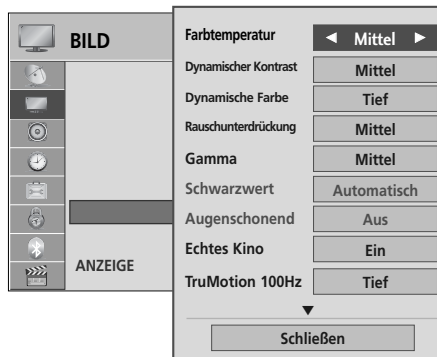 BILD
ANZEIGE
Farbtemperatur ◄ Mittel ►
Dynamischer Kontrast Mittel
Dynamische Farbe Tief
Rauschunterdrückung Mittel
Gamma Mittel
Schwarzwert Automatisch
Augenschonend Aus
Echtes Kino Ein
TruMotion 100Hz Tief
▼
Schließen